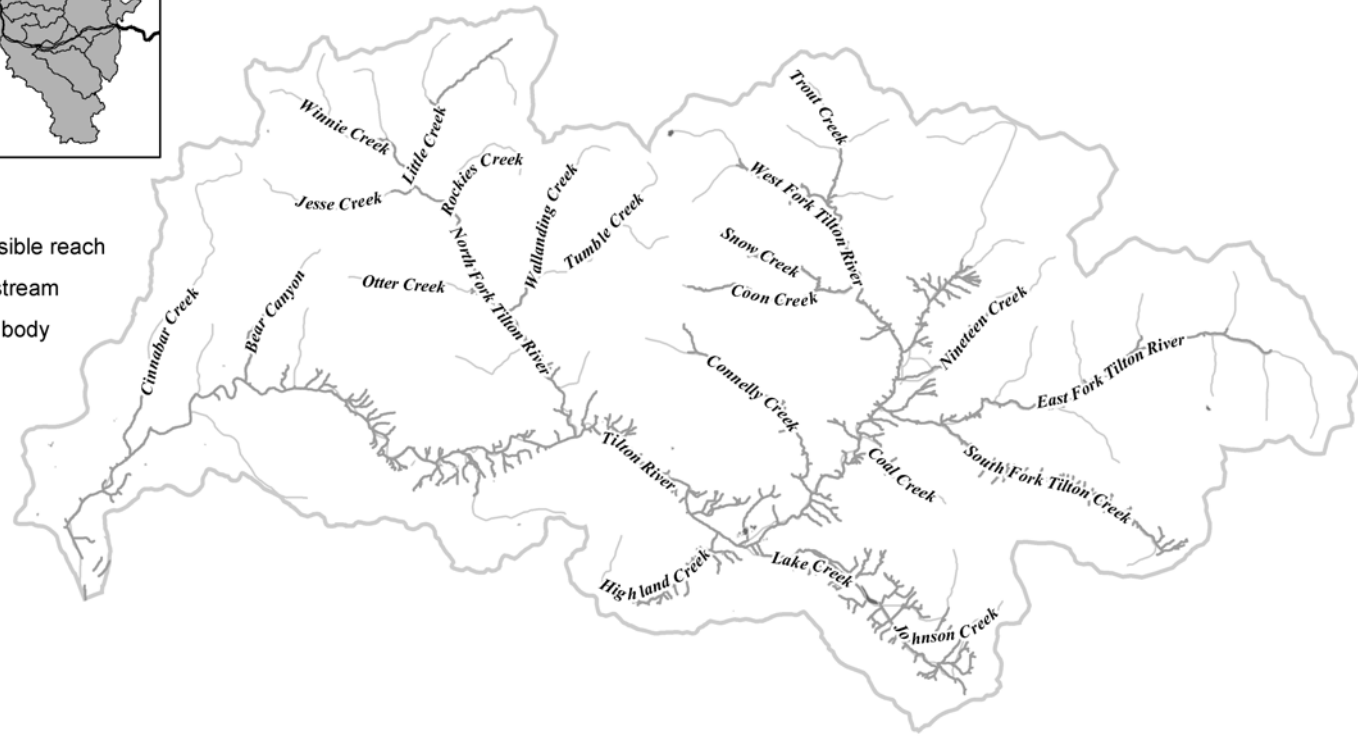 sible reach
stream
body
Trout Creek
Winnie Creek
Little Creek
Rockies Creek
Wallanding Creek
West Fork Tilton River
Jesse Creek
Tumble Creek
Snow Creek
North Fork Tilton River
Otter Creek
Coon Creek
Bear Canyon
Cinnabar Creek
Nineteen Creek
Connelly Creek
East Fork Tilton River
Tilton River
Coal Creek
South Fork Tilton Creek
Highland Creek
Lake Creek
Johnson Creek